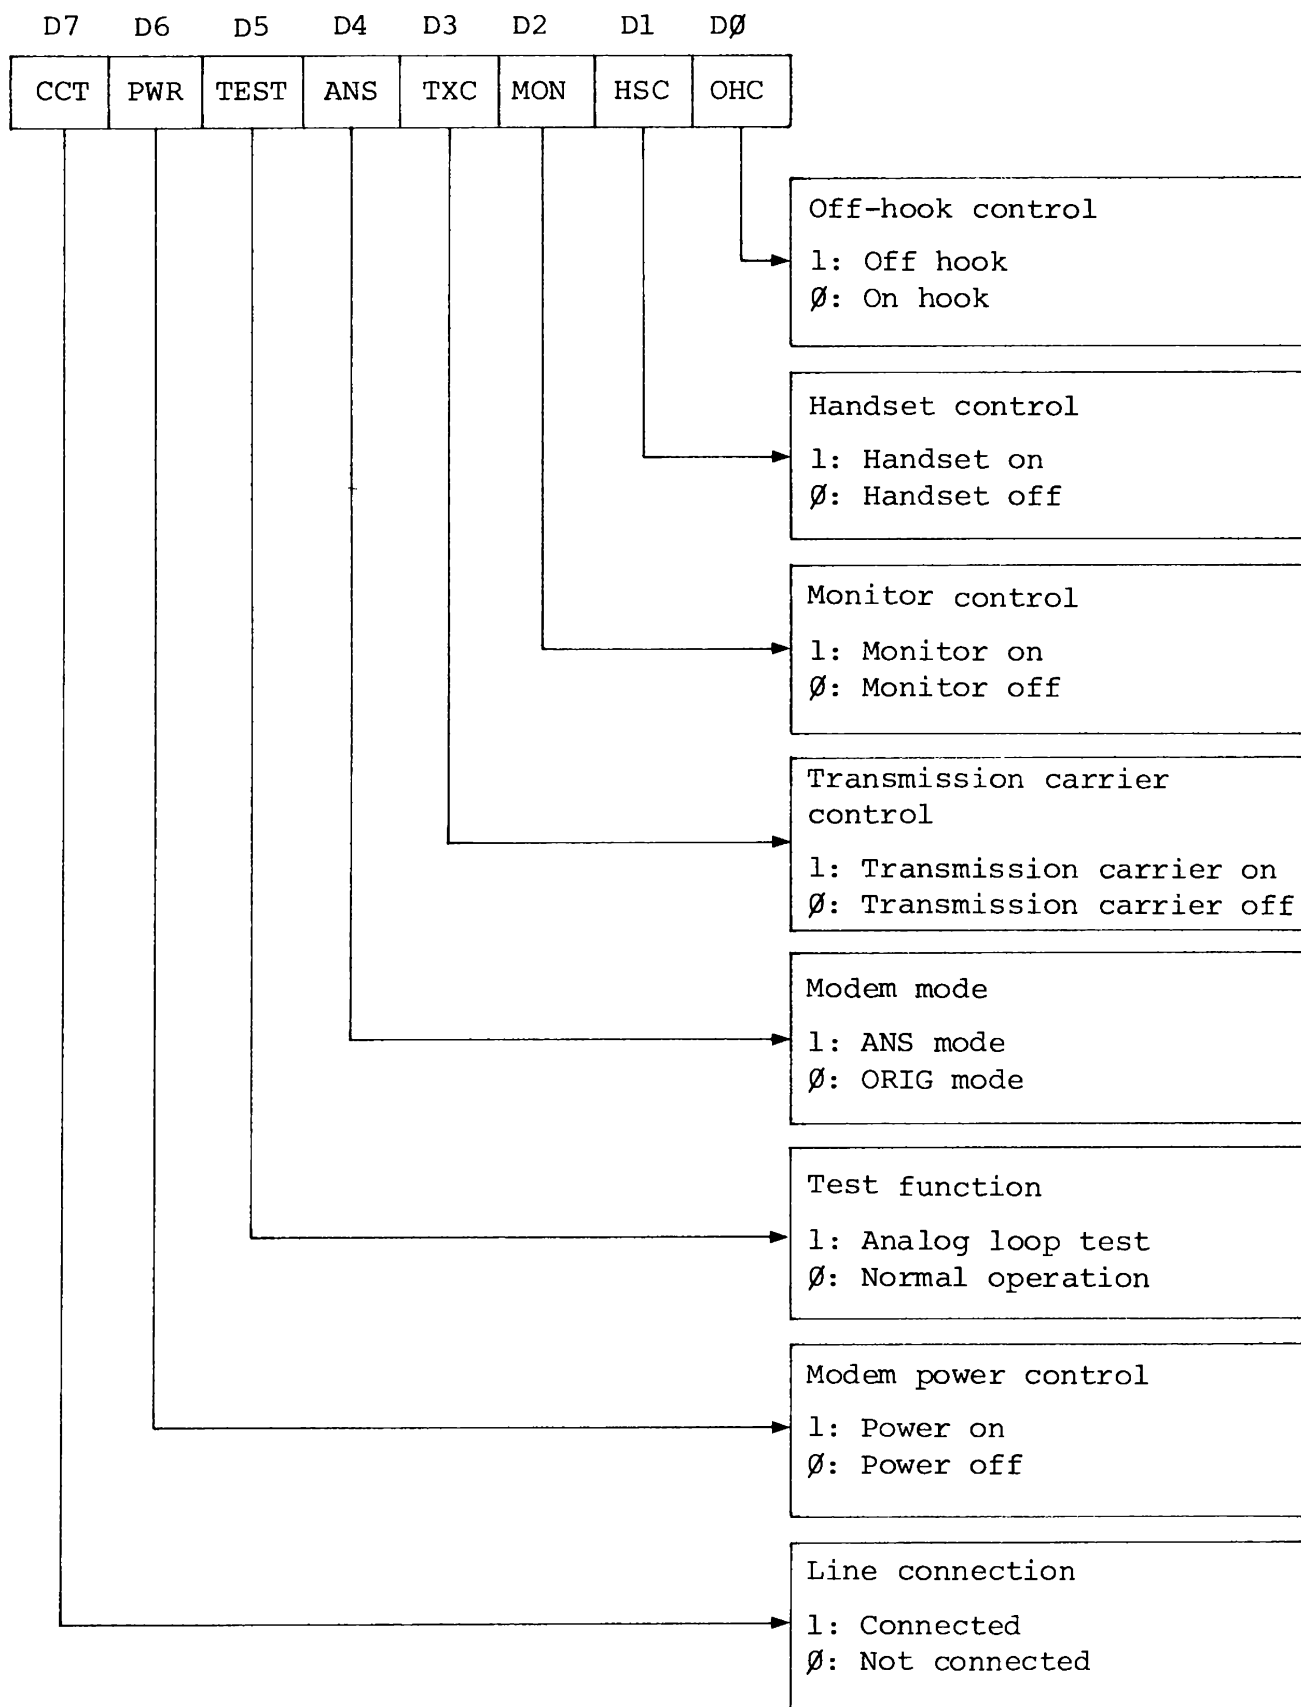 D7 D6 D5 D4 D3 D2 D1 DØ
CCT PWR TEST ANS TXC MON HSC OHC
Off-hook control
1: Off hook
Ø: On hook
Handset control
1: Handset on
Ø: Handset off
Monitor control
1: Monitor on
Ø: Monitor off
Transmission carrier
control
1: Transmission carrier on
Ø: Transmission carrier off
Modem mode
1: ANS mode
Ø: ORIG mode
Test function
1: Analog loop test
Ø: Normal operation
Modem power control
1: Power on
Ø: Power off
Line connection
1: Connected
Ø: Not connected